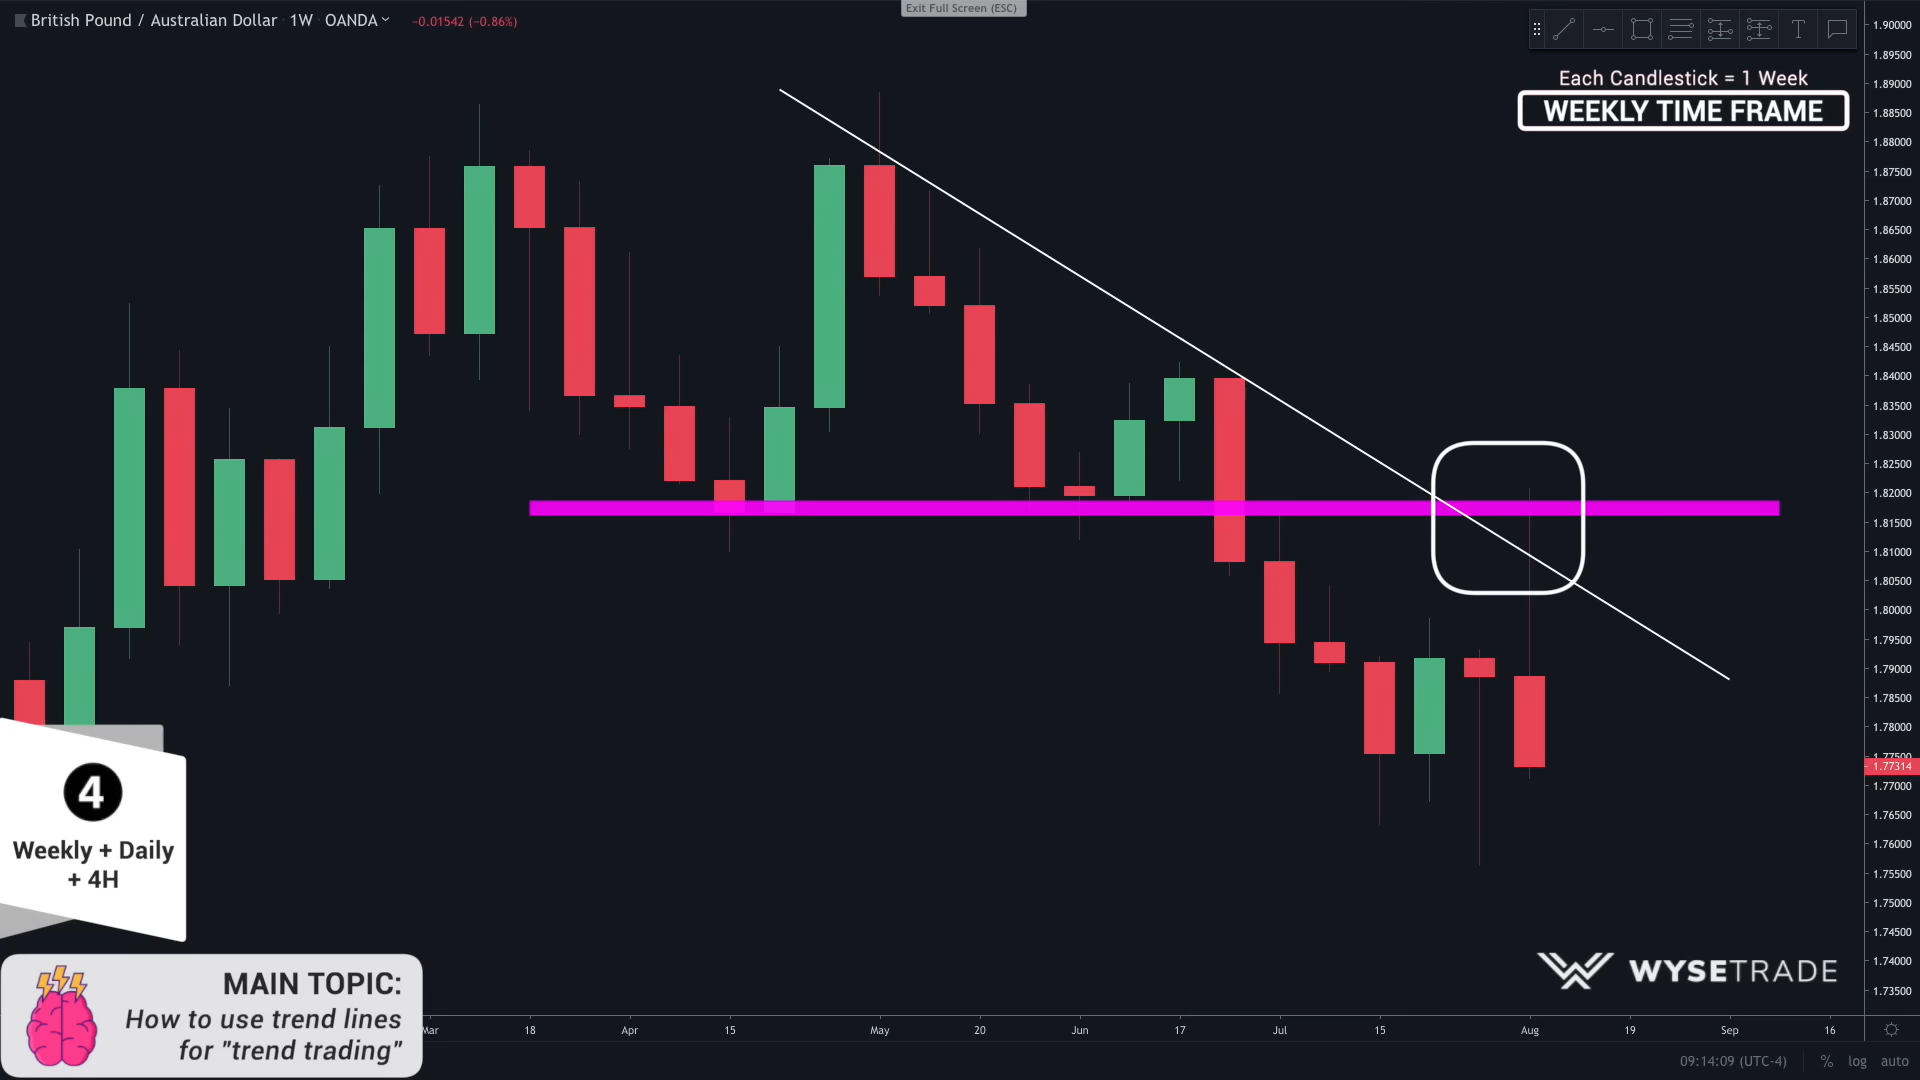 Exit Full Screen (ESC)
British Pound / Australian Dollar 1W OANDA −0.01542 (−0.86%)
T
Each Candlestick = 1 Week
WEEKLY TIME FRAME
1.90000
1.89500
1.89000
1.88500
1.88000
1.87500
1.87000
1.86500
1.86000
1.85500
1.85000
1.84500
1.84000
1.83500
1.83000
1.82500
1.82000
1.81500
1.81000
1.80500
1.80000
1.79500
1.79000
1.78500
1.78000
1.77500
1.77314
1.77000
1.76500
1.76000
1.75500
1.75000
1.74500
1.74000
1.73500
4
Weekly + Daily
+ 4H
WYSETRADE
MAIN TOPIC:
How to use trend lines
for "trend trading"
Mar 18 Apr 15 May 20 Jun 17 Jul 15 Aug 19 Sep 16
09:14:09 (UTC-4) % log auto